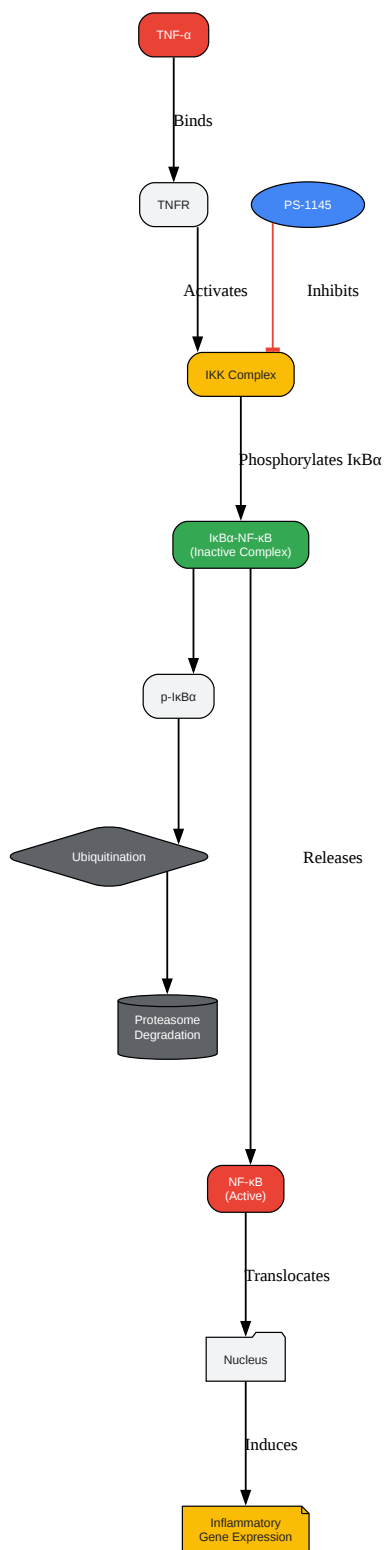 TNF-α
Binds
TNFR
PS-1145
Activates
Inhibits
IKK Complex
Phosphorylates IκBα
IκBα-NF-κB
(Inactive Complex)
p-IκBα
Ubiquitination
Releases
Proteasome
Degradation
NF-κB
(Active)
Translocates
Nucleus
Induces
Inflammatory
Gene Expression